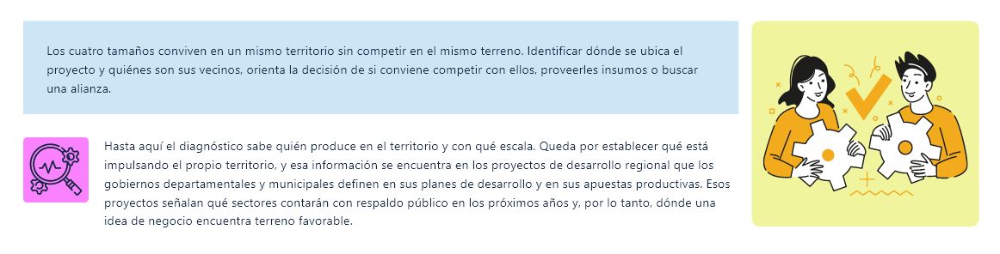 Los cuatro tamaños conviven en un mismo territorio sin competir en el mismo terreno. Identificar dónde se ubica el
proyecto y quiénes son sus vecinos, orienta la decisión de si conviene competir con ellos, proveerles insumos o buscar
una alianza.
Hasta aquí el diagnóstico sabe quién produce en el territorio y con qué escala. Queda por establecer qué está
impulsando el propio territorio, y esa información se encuentra en los proyectos de desarrollo regional que los
gobiernos departamentales y municipales definen en sus planes de desarrollo y en sus apuestas productivas. Esos
proyectos señalan qué sectores contarán con respaldo público en los próximos años y, por lo tanto, dónde una
idea de negocio encuentra terreno favorable.